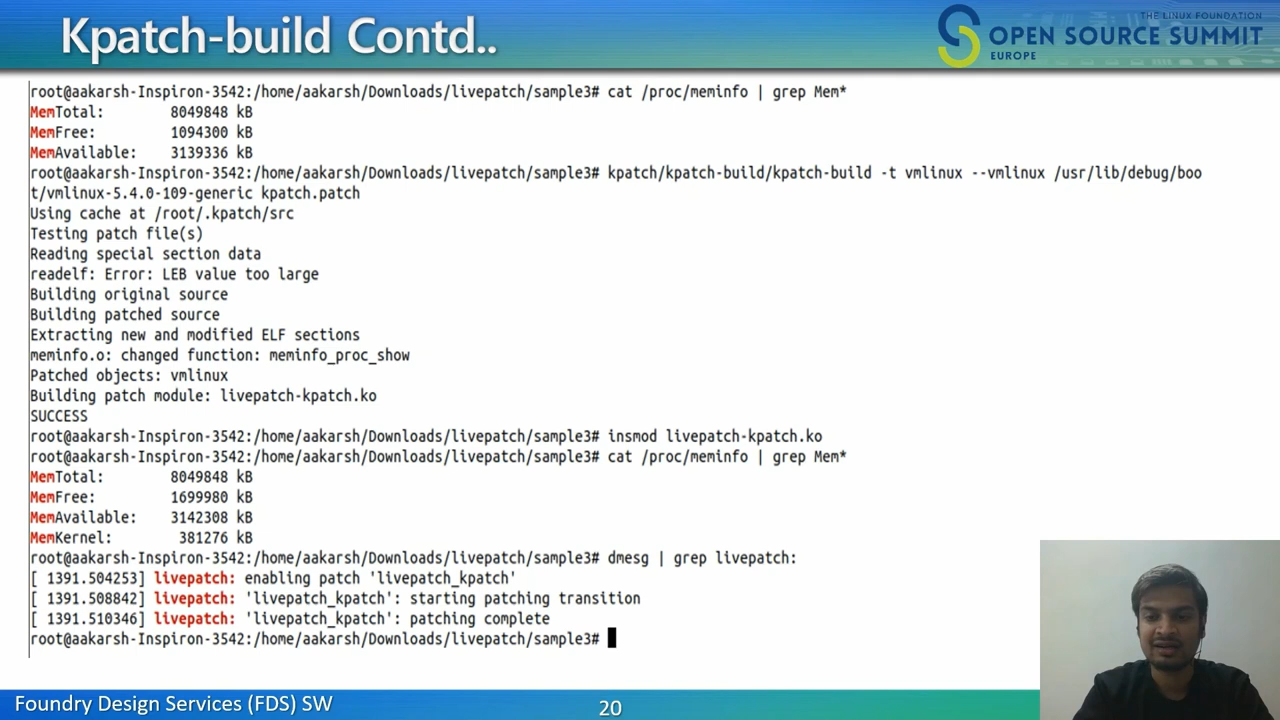 Kpatch-build Contd..
THE LINUX FOUNDATION
OPEN SOURCE SUMMIT
EUROPE
root@aakarsh-Inspiron-3542:/home/aakarsh/Downloads/livepatch/sample3# cat /proc/meminfo | grep Mem*
MemTotal: 8049848 kB
MemFree: 1094300 kB
MemAvailable: 3139336 kB
root@aakarsh-Inspiron-3542:/home/aakarsh/Downloads/livepatch/sample3# kpatch/kpatch-build/kpatch-build -t vmlinux --vmlinux /usr/lib/debug/boo
t/vmlinux-5.4.0-109-generic kpatch.patch
Using cache at /root/.kpatch/src
Testing patch file(s)
Reading special section data
readelf: Error: LEB value too large
Building original source
Building patched source
Extracting new and modified ELF sections
meminfo.o: changed function: meminfo_proc_show
Patched objects: vmlinux
Building patch module: livepatch-kpatch.ko
SUCCESS
root@aakarsh-Inspiron-3542:/home/aakarsh/Downloads/livepatch/sample3# insmod livepatch-kpatch.ko
root@aakarsh-Inspiron-3542:/home/aakarsh/Downloads/livepatch/sample3# cat /proc/meminfo | grep Mem*
MemTotal: 8049848 kB
MemFree: 1699980 kB
MemAvailable: 3142308 kB
MemKernel: 381276 kB
root@aakarsh-Inspiron-3542:/home/aakarsh/Downloads/livepatch/sample3# dmesg | grep livepatch:
[ 1391.504253] livepatch: enabling patch 'livepatch_kpatch'
[ 1391.508842] livepatch: 'livepatch_kpatch': starting patching transition
[ 1391.510346] livepatch: 'livepatch_kpatch': patching complete
root@aakarsh-Inspiron-3542:/home/aakarsh/Downloads/livepatch/sample3#
Foundry Design Services (FDS) SW
20